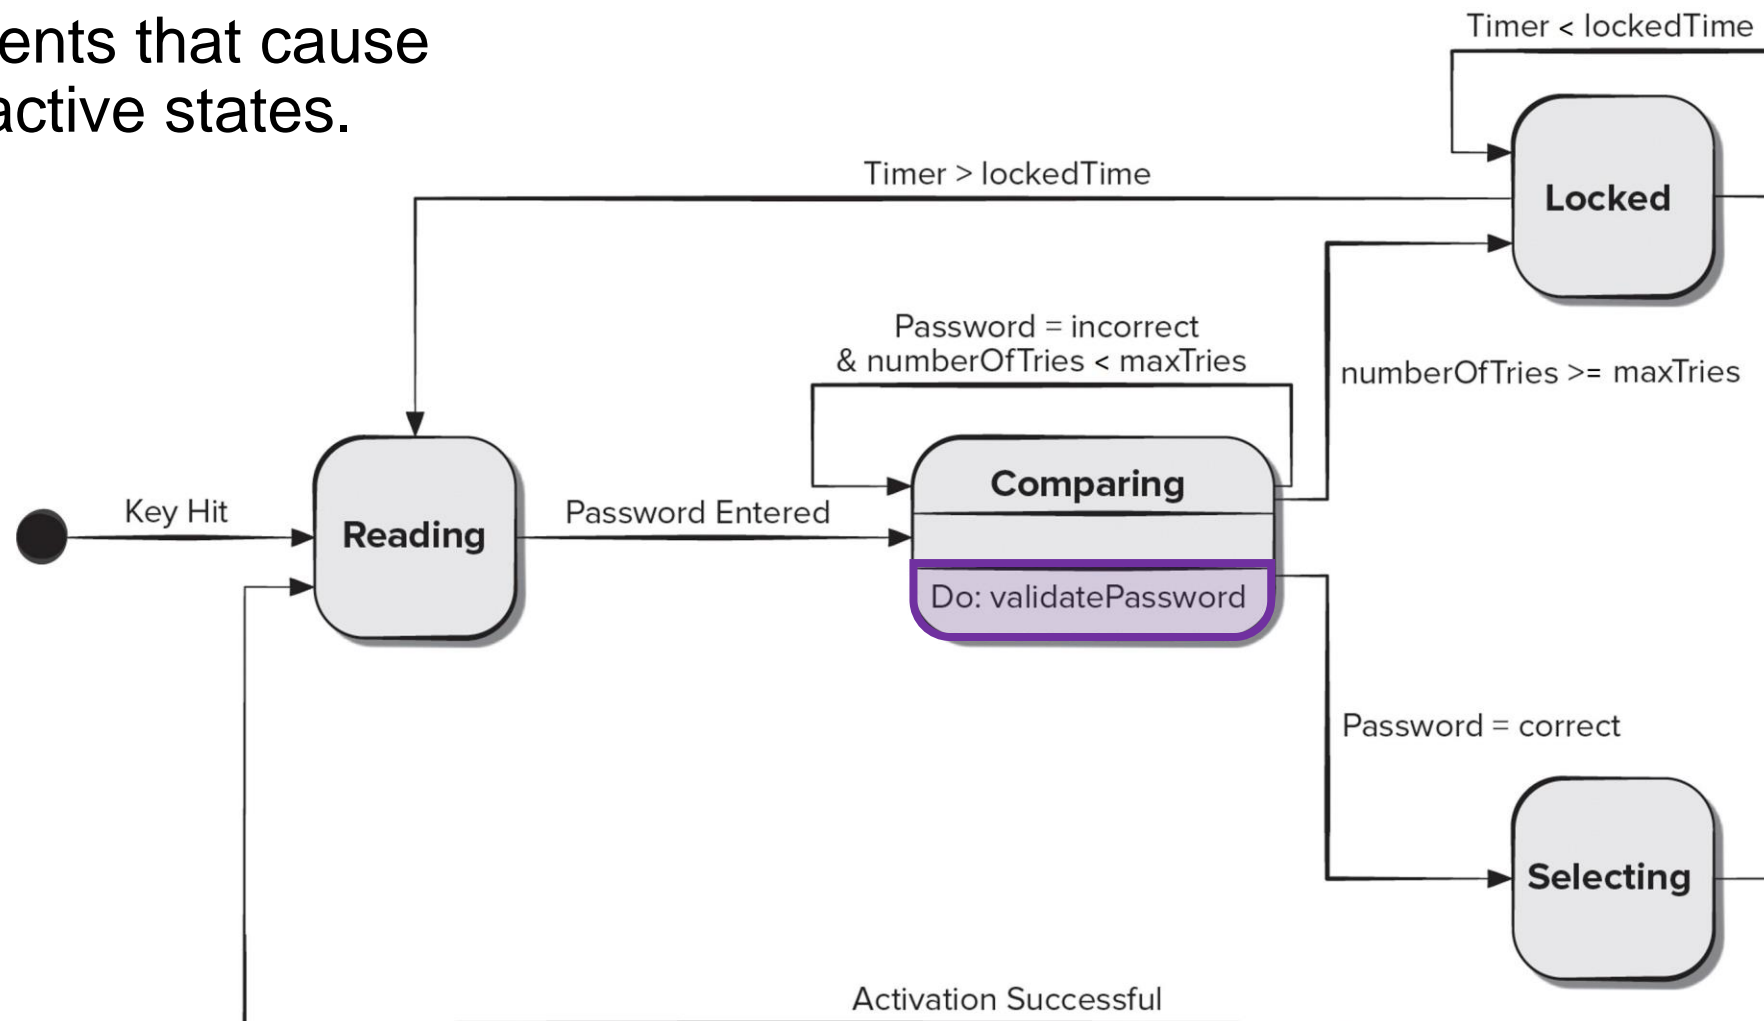 ents that cause
active states.
Timer < lockedTime
Timer > lockedTime
Locked
Password = incorrect
& numberOfTries < maxTries
numberOfTries >= maxTries
Key Hit
Reading
Password Entered
Comparing
Do: validatePassword
Password = correct
Selecting
Activation Successful